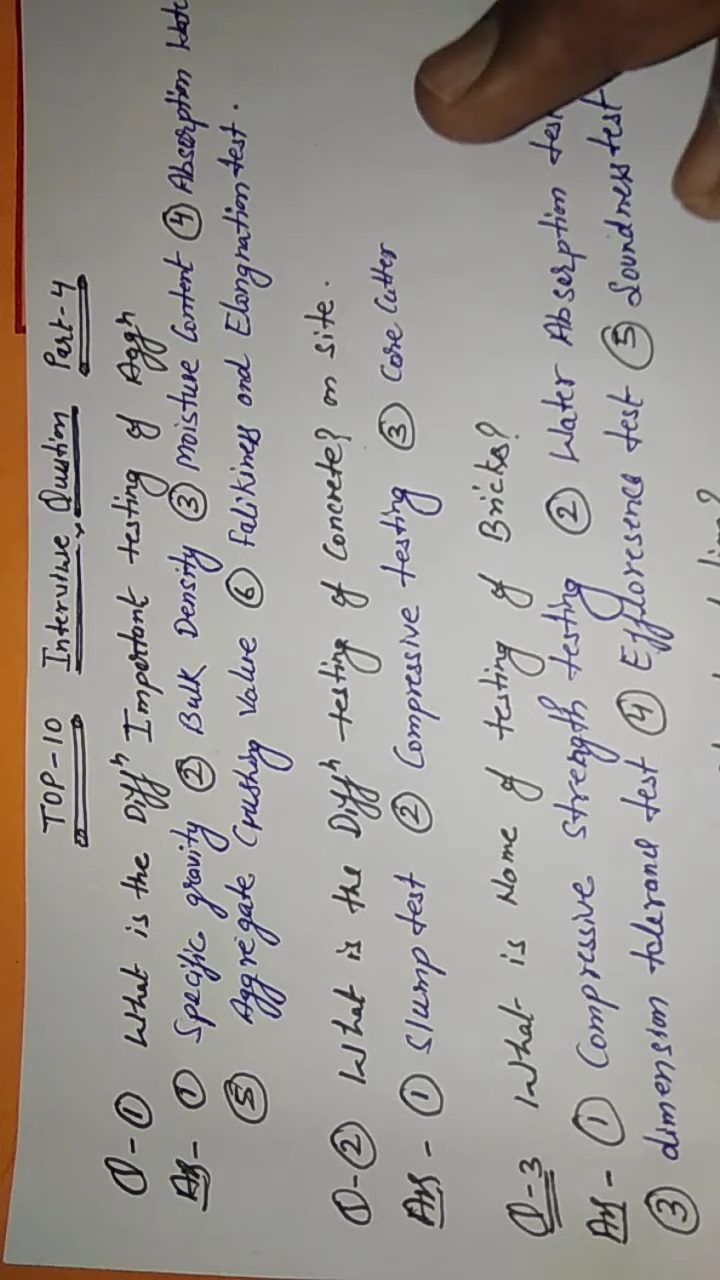 TOP-10 Interviwe Question Part-4
Q-① What is the Diffⁿ Important testing of Aggⁿ
Ans- ① Specific gravity ② Bulk Density ③ Moisture Content ④ Absorption
⑤ Aggregate Crushing Value ⑥ Falikiness and Elongnation test.
Q-② What is the Diffⁿ testing of Concrete? on site.
Ans- ① Slump test ② Compressive testing ③ Core Cutter
Q-3 What is Name of testing of Bricks?
Ans- ① Compressive Strength testing ② Water Absorption test
③ dimension tolerance test ④ Effloresence test ⑤ Soundness test